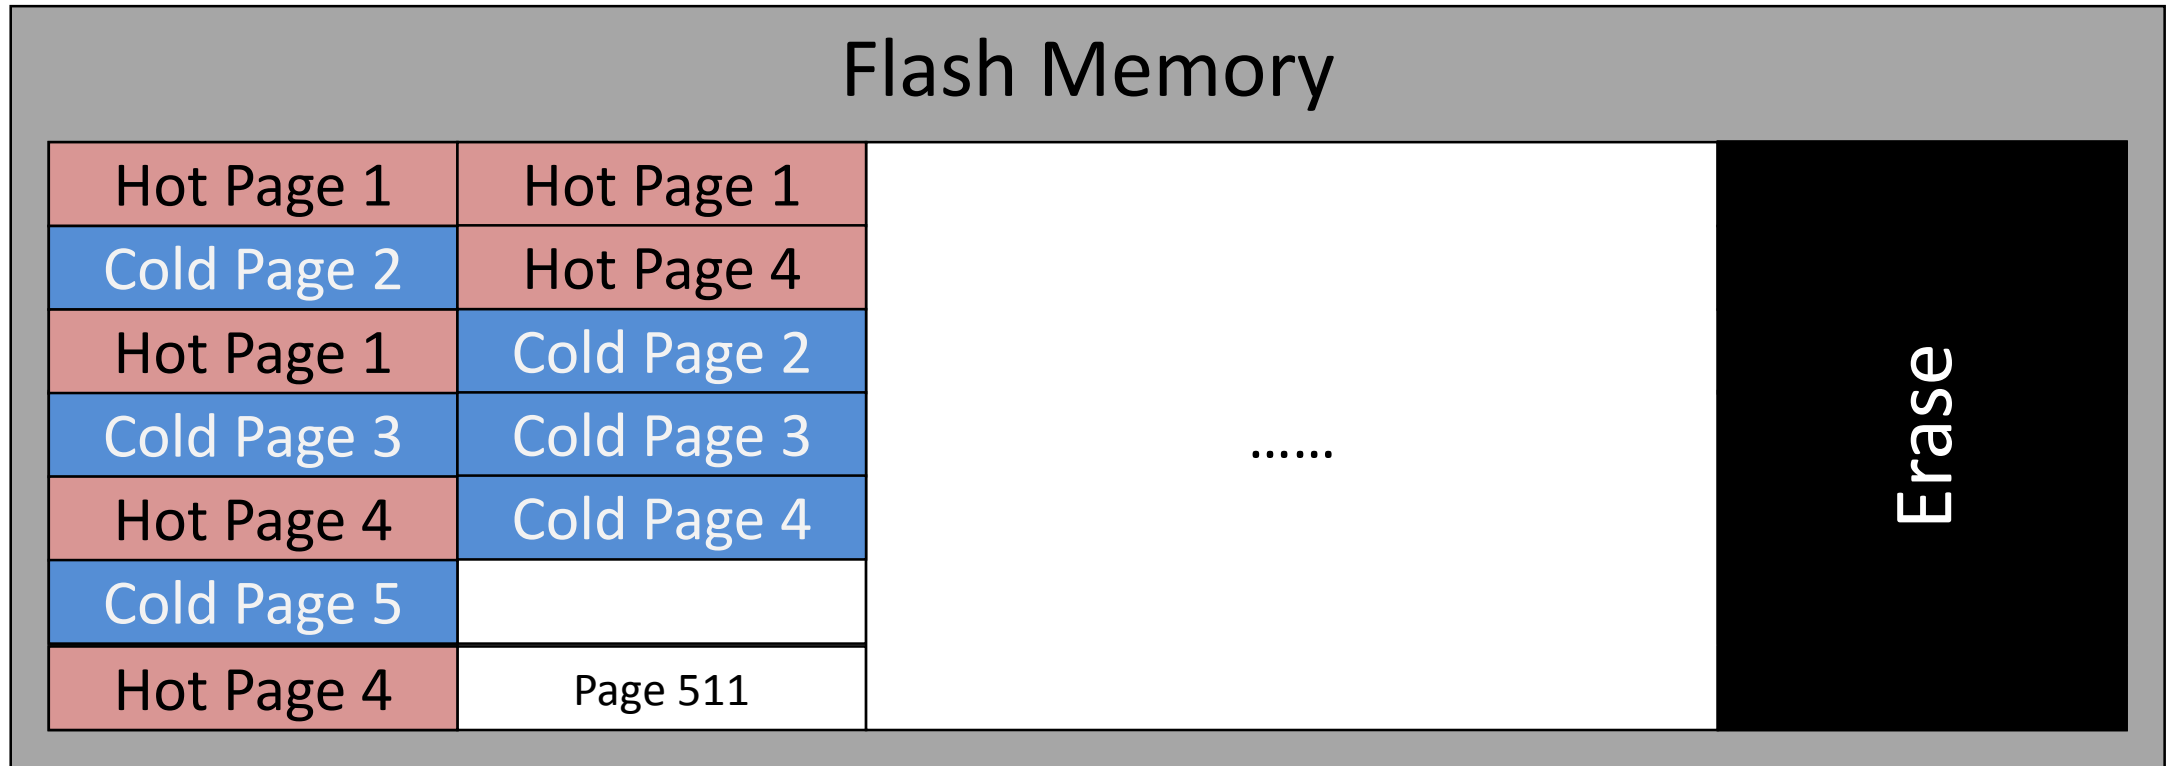 Flash Memory
Hot Page 1
Cold Page 2
Hot Page 1
Cold Page 3
Hot Page 4
Cold Page 5
Hot Page 4
Hot Page 1
Hot Page 4
Cold Page 2
Cold Page 3
Cold Page 4
Page 511
......
Erase